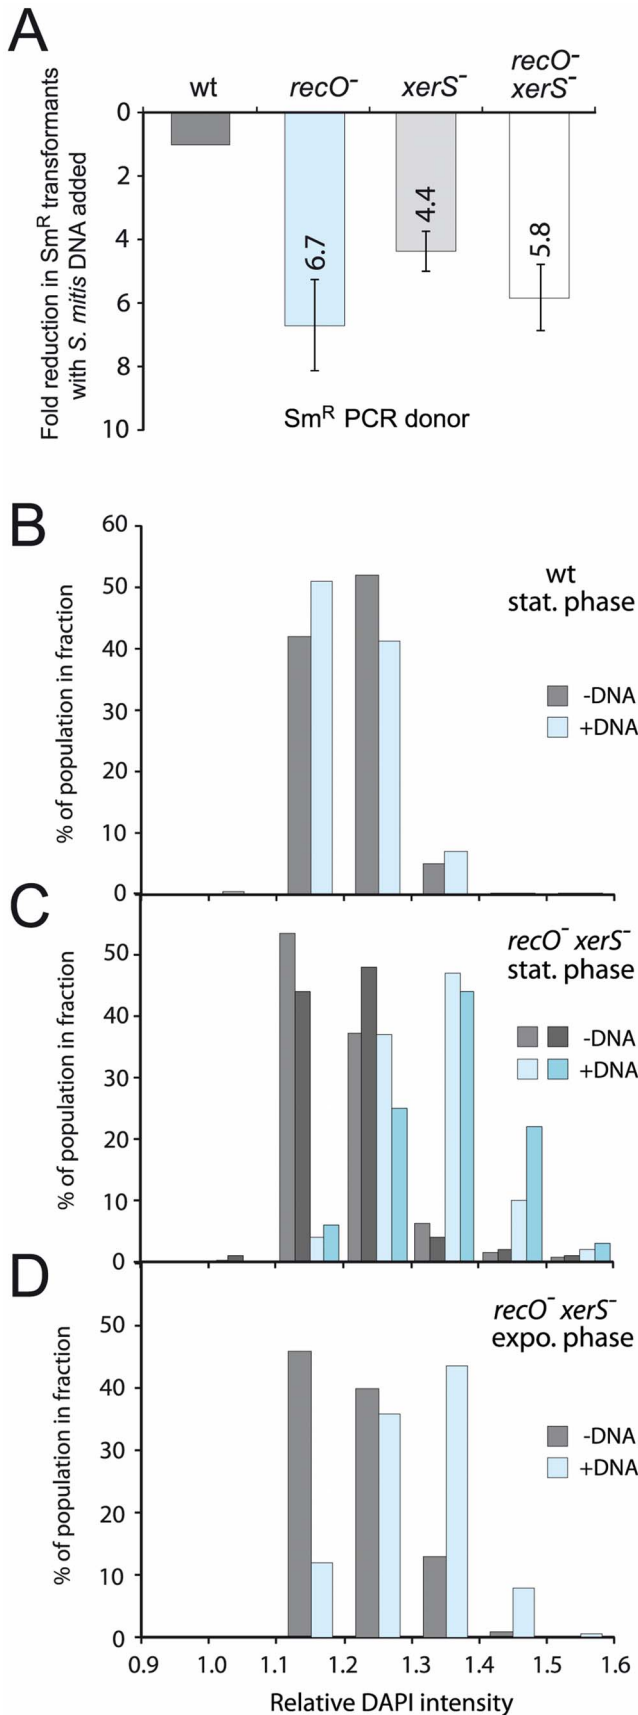 A
wt
recO⁻
xerS⁻
recO⁻
xerS⁻
Fold reduction in Smᴿ transformants
with S. mitis DNA added
0
2
4
6
8
10
6.7
4.4
5.8
Smᴿ PCR donor
B
% of population in fraction
60
50
40
30
20
10
0
wt
stat. phase
-DNA
+DNA
C
% of population in fraction
50
40
30
20
10
0
recO⁻ xerS⁻
stat. phase
-DNA
+DNA
D
% of population in fraction
50
40
30
20
10
0
recO⁻ xerS⁻
expo. phase
-DNA
+DNA
0.9 1.0 1.1 1.2 1.3 1.4 1.5 1.6
Relative DAPI intensity